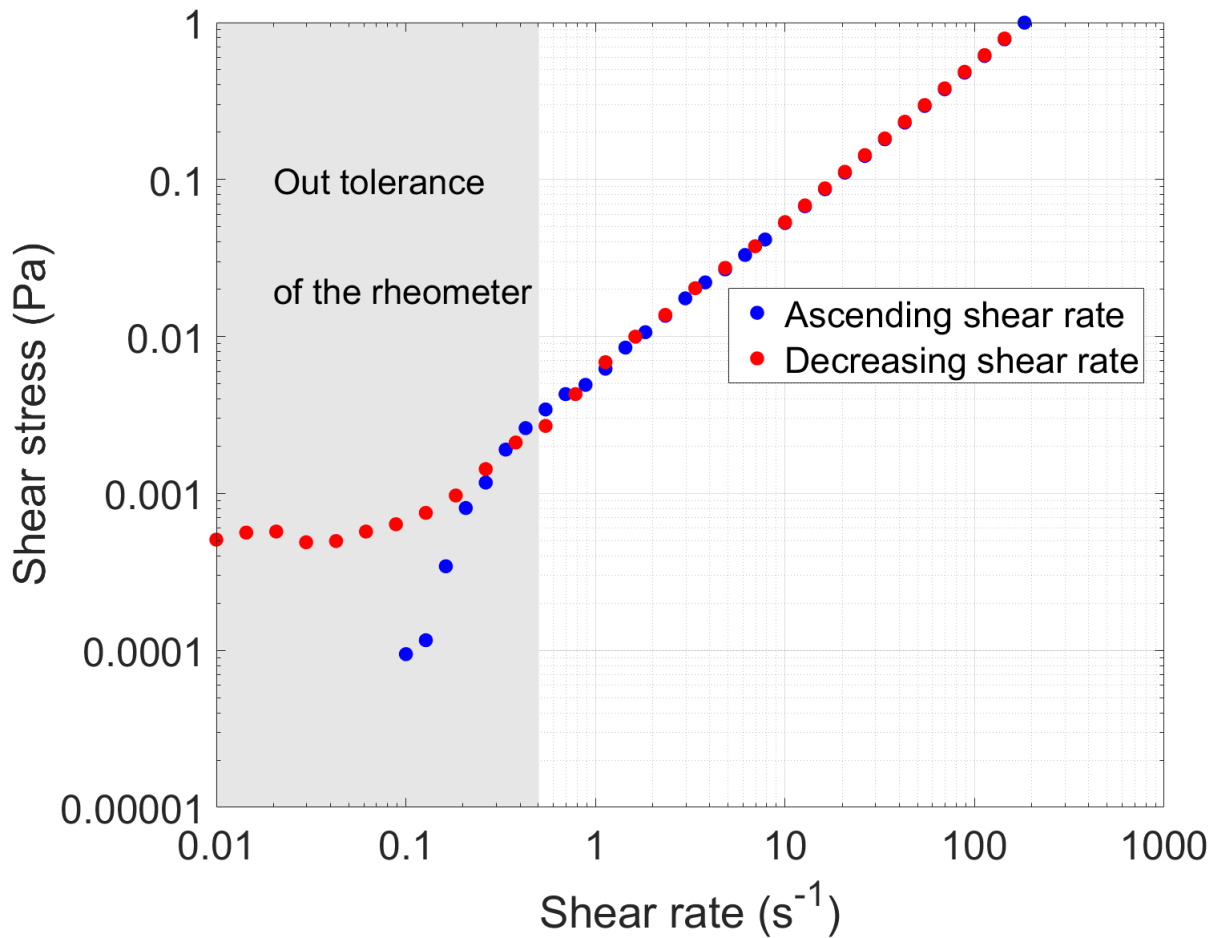 1
0.1
0.01
0.001
0.0001
0.00001
Shear stress (Pa)
Out tolerance
of the rheometer
Ascending shear rate
Decreasing shear rate
0.01 0.1 1 10 100 1000
Shear rate (s⁻¹)